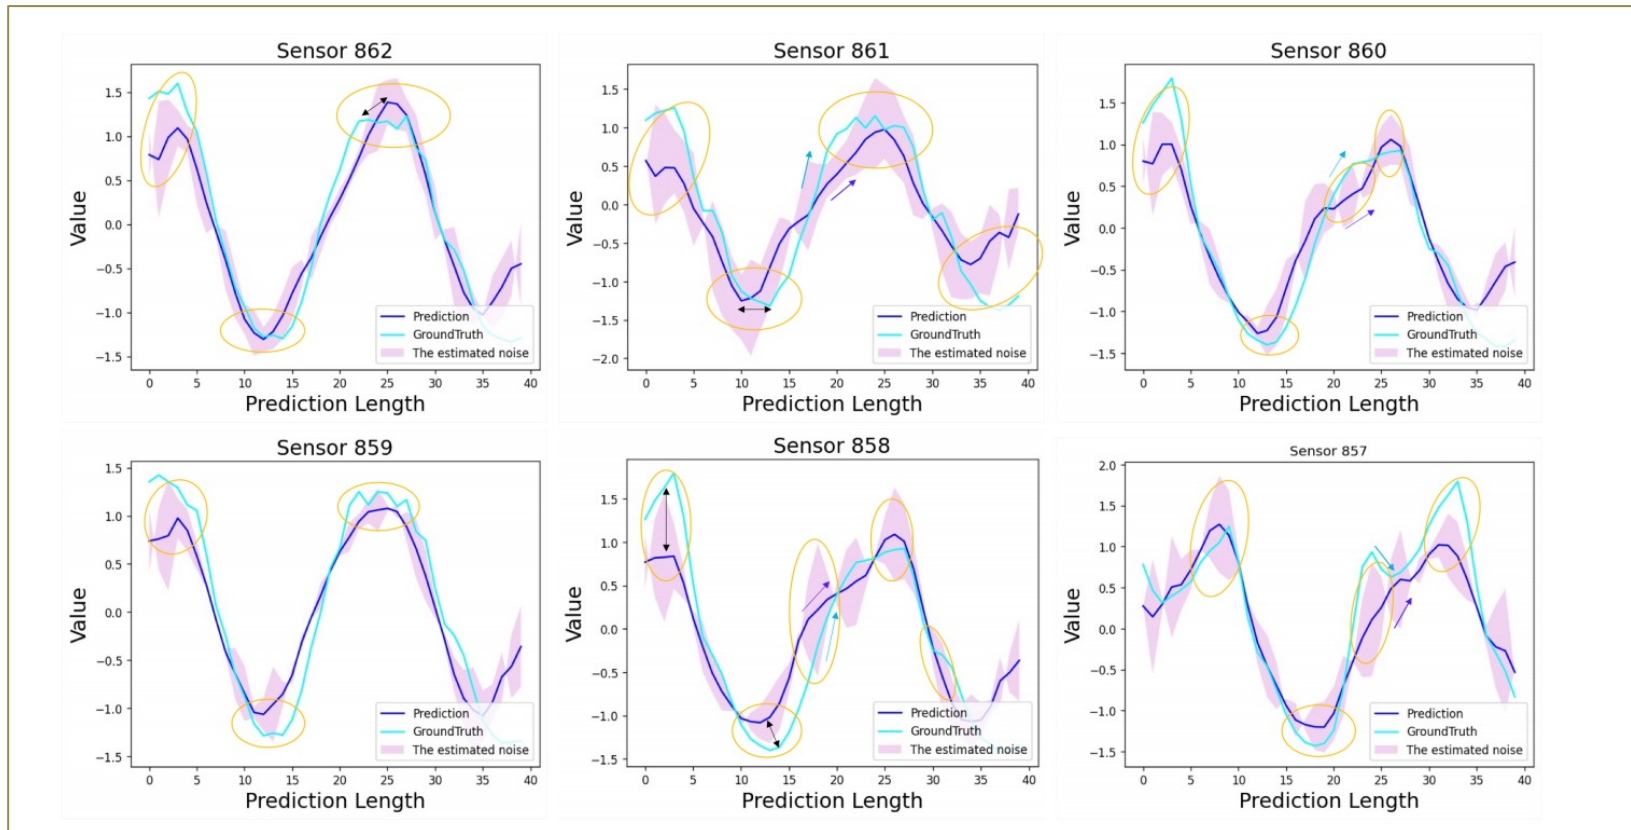 Sensor 862
Value
1.5
1.0
0.5
0.0
−0.5
−1.0
−1.5
Prediction
GroundTruth
The estimated noise
0 5 10 15 20 25 30 35 40
Prediction Length
Sensor 861
Value
1.5
1.0
0.5
0.0
−0.5
−1.0
−1.5
−2.0
Prediction
GroundTruth
The estimated noise
0 5 10 15 20 25 30 35 40
Prediction Length
Sensor 860
Value
1.5
1.0
0.5
0.0
−0.5
−1.0
−1.5
Prediction
GroundTruth
The estimated noise
0 5 10 15 20 25 30 35 40
Prediction Length
Sensor 859
Value
1.5
1.0
0.5
0.0
−0.5
−1.0
−1.5
Prediction
GroundTruth
The estimated noise
0 5 10 15 20 25 30 35 40
Prediction Length
Sensor 858
Value
1.5
1.0
0.5
0.0
−0.5
−1.0
−1.5
Prediction
GroundTruth
The estimated noise
0 5 10 15 20 25 30 35 40
Prediction Length
Sensor 857
Value
2.0
1.5
1.0
0.5
0.0
−0.5
−1.0
−1.5
Prediction
GroundTruth
The estimated noise
0 5 10 15 20 25 30 35 40
Prediction Length